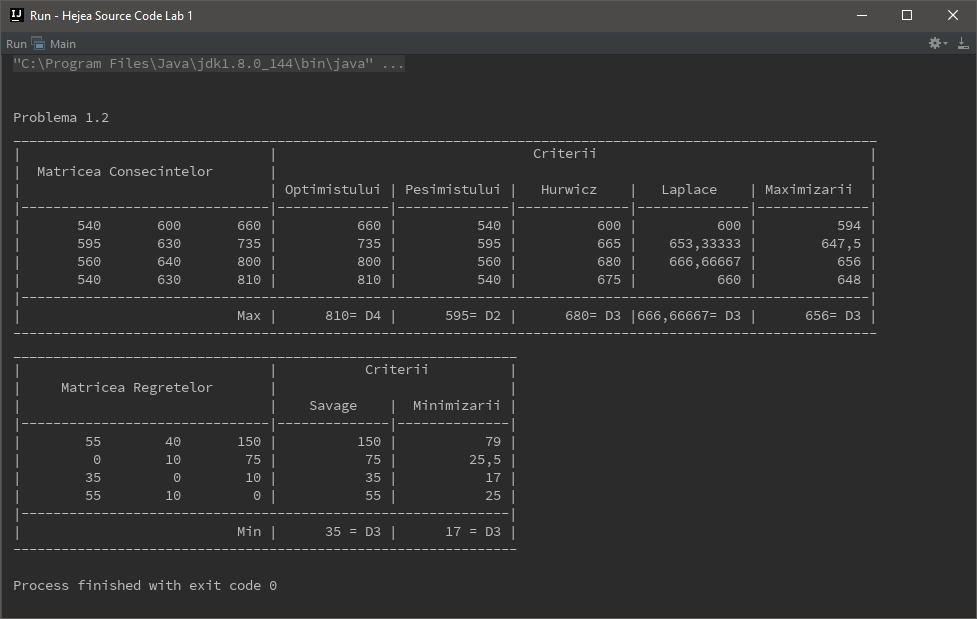 Run - Hejea Source Code Lab 1
Run Main
"C:\Program Files\Java\jdk1.8.0_144\bin\java" ...
Problema 1.2
| | Criterii |
| Matricea Consecintelor | |
| | Optimistului | Pesimistului | Hurwicz | Laplace | Maximizarii |
|-------------------------------|--------------|--------------|--------------|--------------|--------------|
| 540 600 660 | 660 | 540 | 600 | 600 | 594 |
| 595 630 735 | 735 | 595 | 665 | 653,33333 | 647,5 |
| 560 640 800 | 800 | 560 | 680 | 666,66667 | 656 |
| 540 630 810 | 810 | 540 | 675 | 660 | 648 |
|----------------------------------------------------------------------------------------------------------|
| Max | 810= D4 | 595= D2 | 680= D3 |666,66667= D3 | 656= D3 |
------------------------------------------------------------------------------------------------------------
| | Criterii |
| Matricea Regretelor | |
| | Savage | Minimizarii |
|-------------------------------|--------------|--------------|
| 55 40 150 | 150 | 79 |
| 0 10 75 | 75 | 25,5 |
| 35 0 10 | 35 | 17 |
| 55 10 0 | 55 | 25 |
|-------------------------------------------------------------|
| Min | 35 = D3 | 17 = D3 |
---------------------------------------------------------------
Process finished with exit code 0